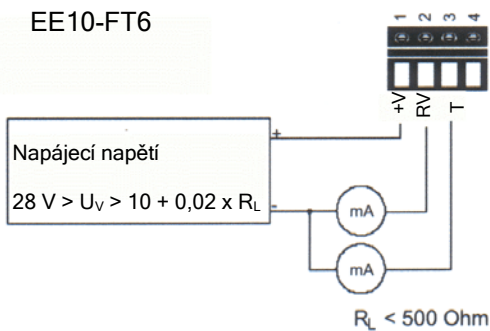 EE10-FT6
1 2 3 4
+V RV T
+
Napájecí napětí
28 V > UV > 10 + 0,02 x RL
-
mA
mA
RL < 500 Ohm